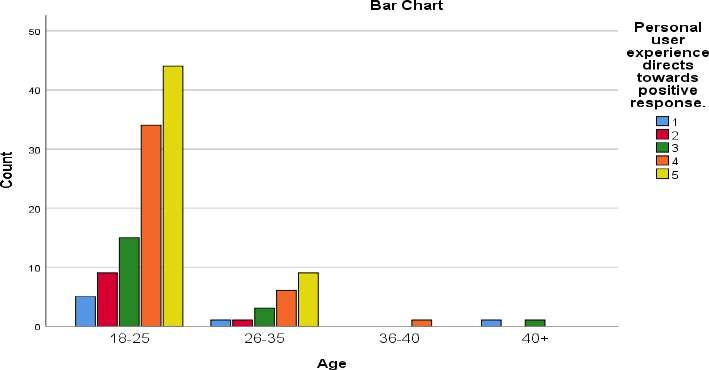 Bar Chart
Personal
user
experience
directs
towards
positive
response.
1
2
3
4
5
50
40
30
20
10
0
Count
18-25
26-35
36-40
40+
Age